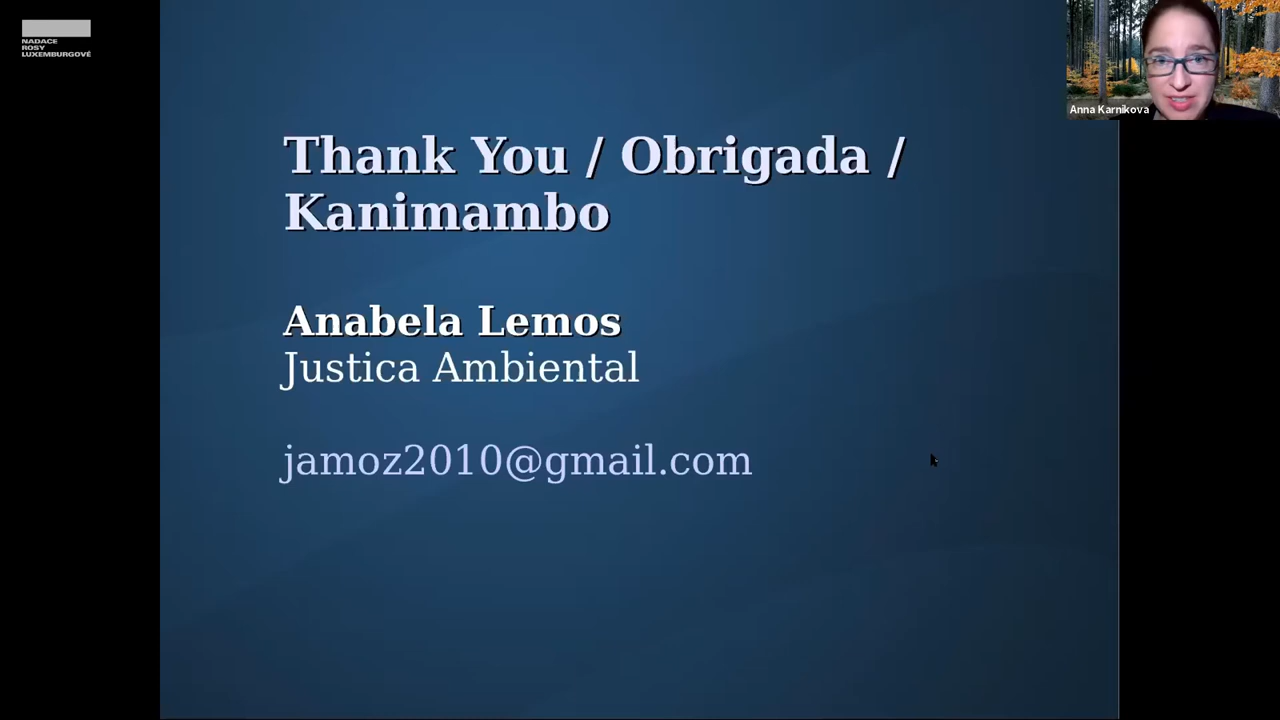 NADACE
ROSY
LUXEMBURGOVÉ
Anna Karnikova
Thank You / Obrigada /
Kanimambo
Anabela Lemos
Justica Ambiental
jamoz2010@gmail.com